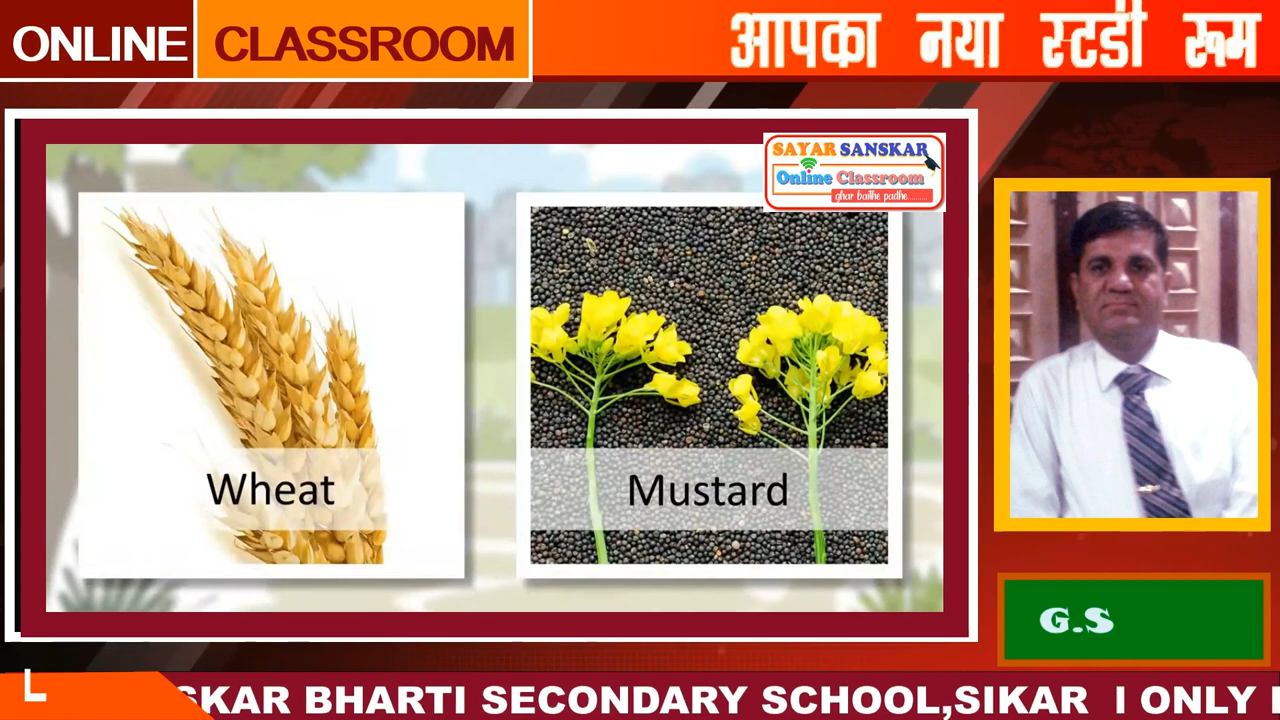 ONLINE CLASSROOM
आपका नया स्टडी रूम
SAYAR SANSKAR
Online Classroom
ghar baithe padhe..........
Wheat
Mustard
G.S
L
SKAR BHARTI SECONDARY SCHOOL,SIKAR I ONLY